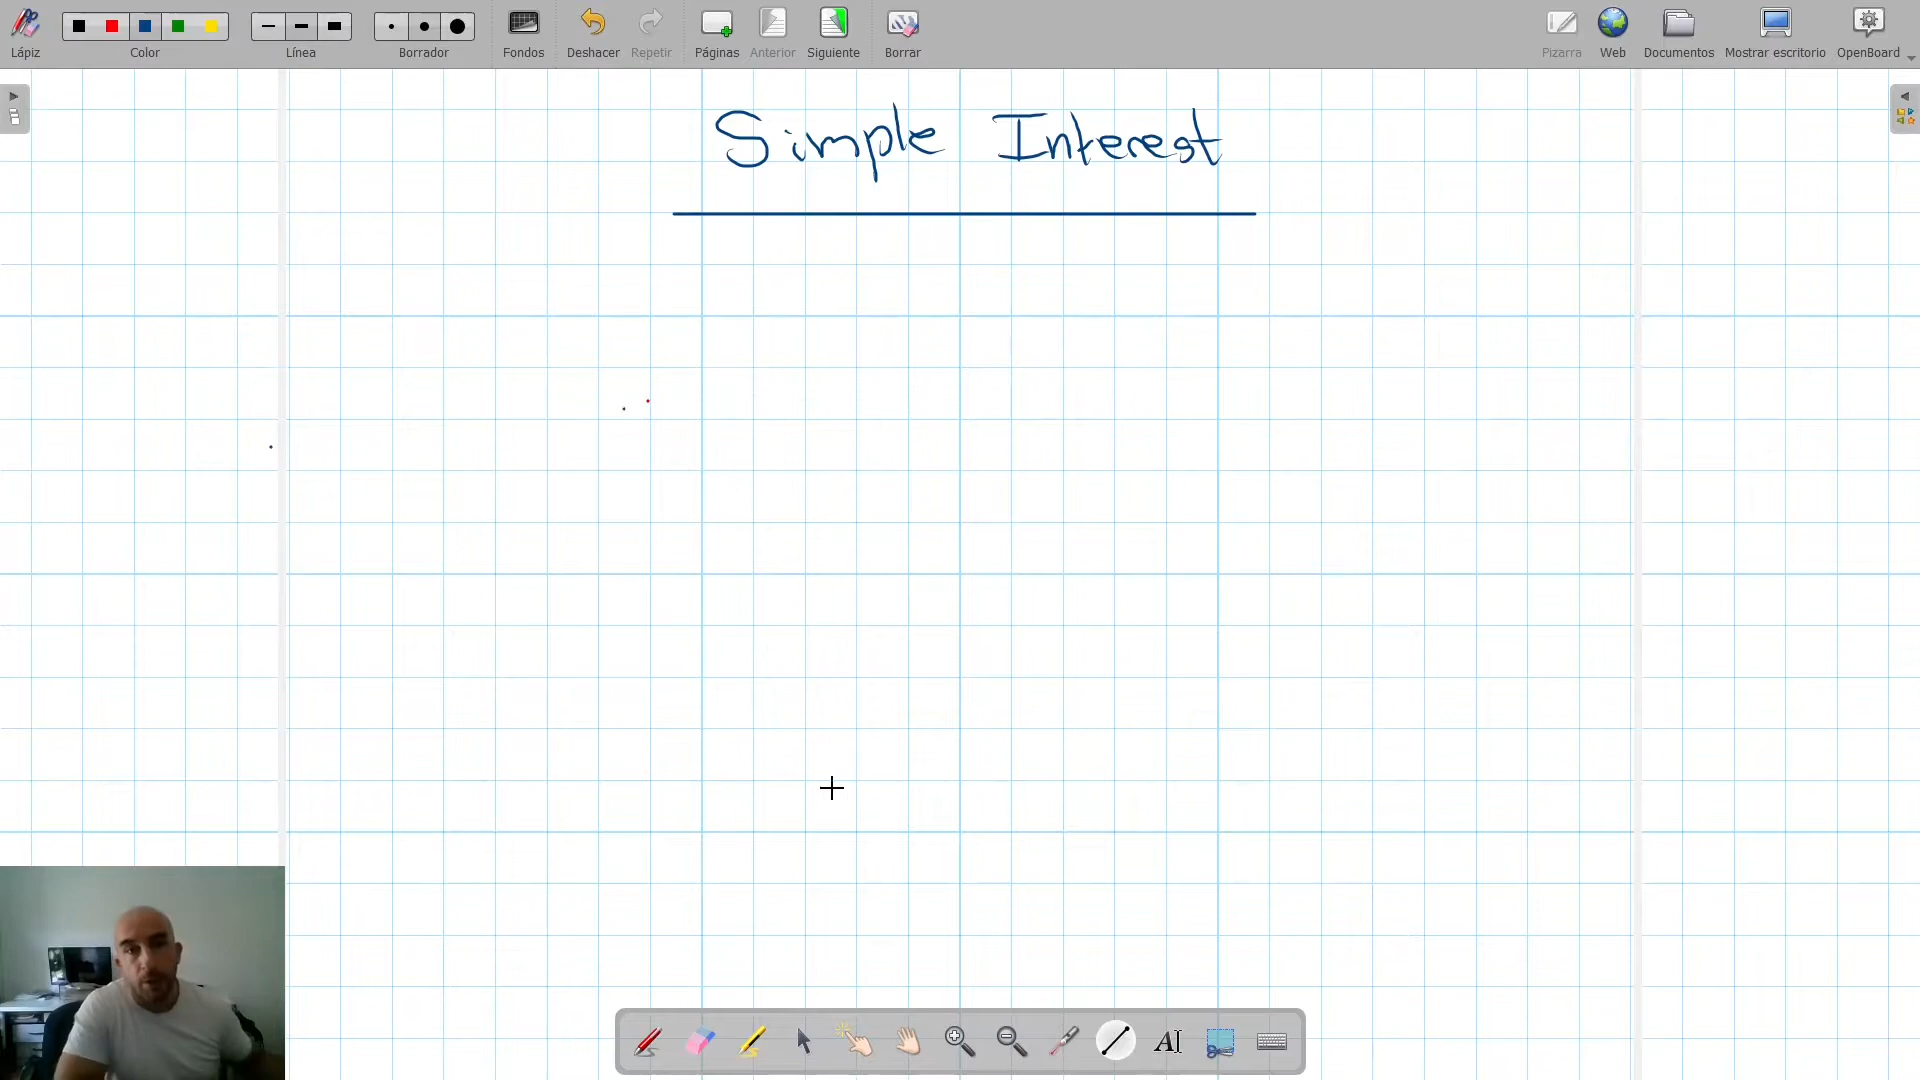 Lápiz
Color
Línea
Borrador
Fondos
Deshacer
Repetir
Páginas
Anterior
Siguiente
Borrar
Pizarra
Web
Documentos
Mostrar escritorio
OpenBoard
Simple Interest